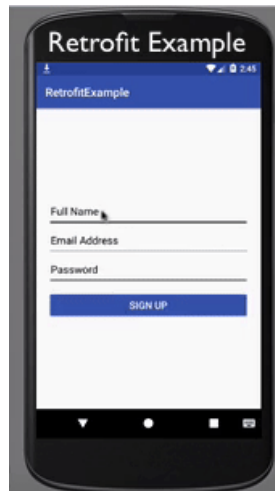 Retrofit Example
2:45
RetrofitExample
Full Name
Email Address
Password
SIGN UP